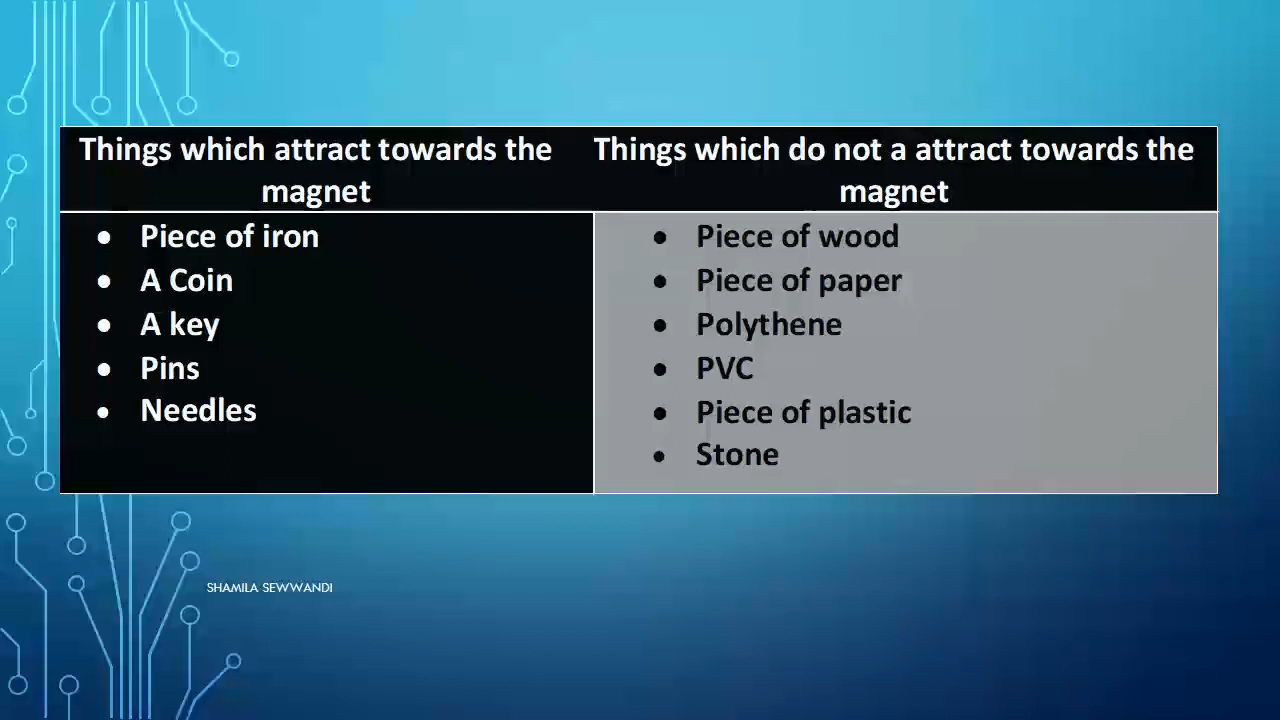 Things which attract towards the
magnet
Things which do not a attract towards the
magnet
• Piece of iron
• A Coin
• A key
• Pins
• Needles
• Piece of wood
• Piece of paper
• Polythene
• PVC
• Piece of plastic
• Stone
SHAMILA SEWWANDI